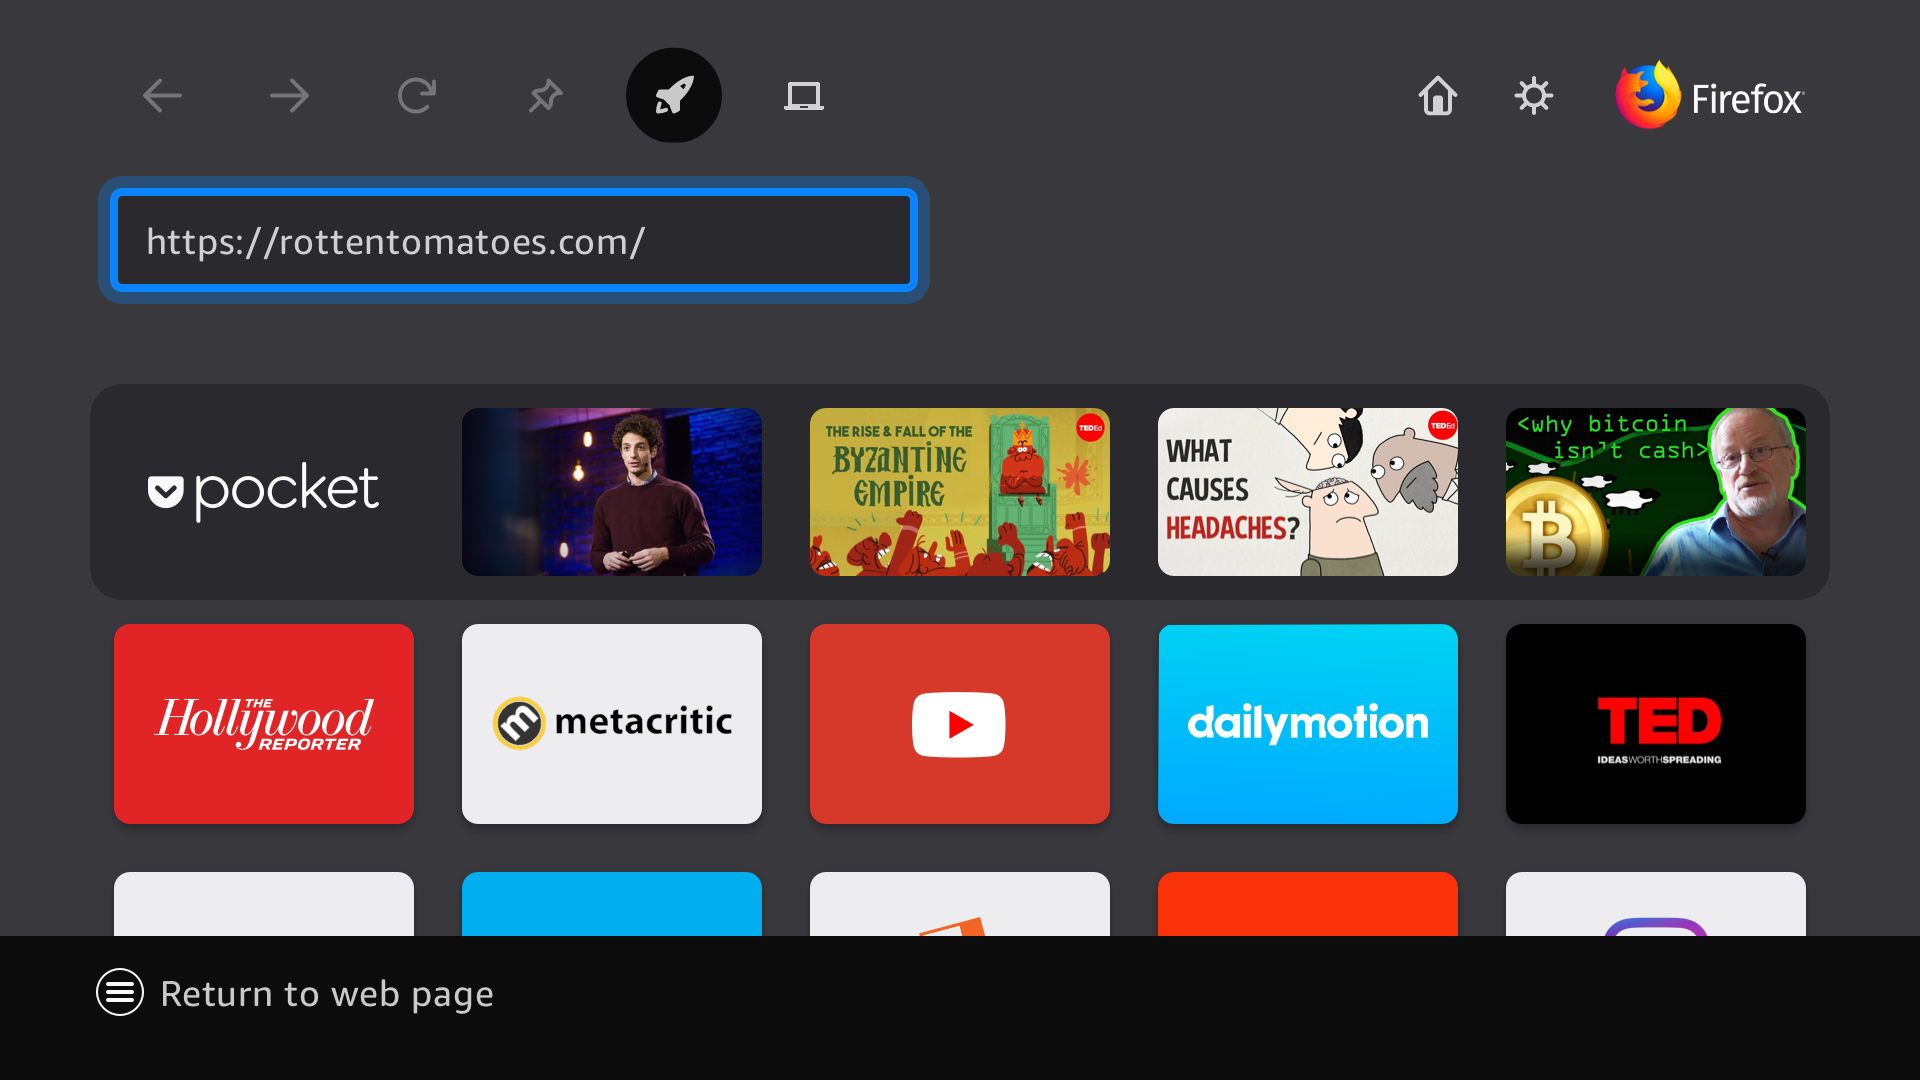 Firefox
https://rottentomatoes.com/
pocket
THE RISE & FALL OF THE
BYZANTINE
EMPIRE
TEDEd
WHAT
CAUSES
HEADACHES?
TEDEd
<why bitcoin
isn't cash>
THE
Hollywood
REPORTER
metacritic
dailymotion
TED
IDEAS WORTH SPREADING
Return to web page